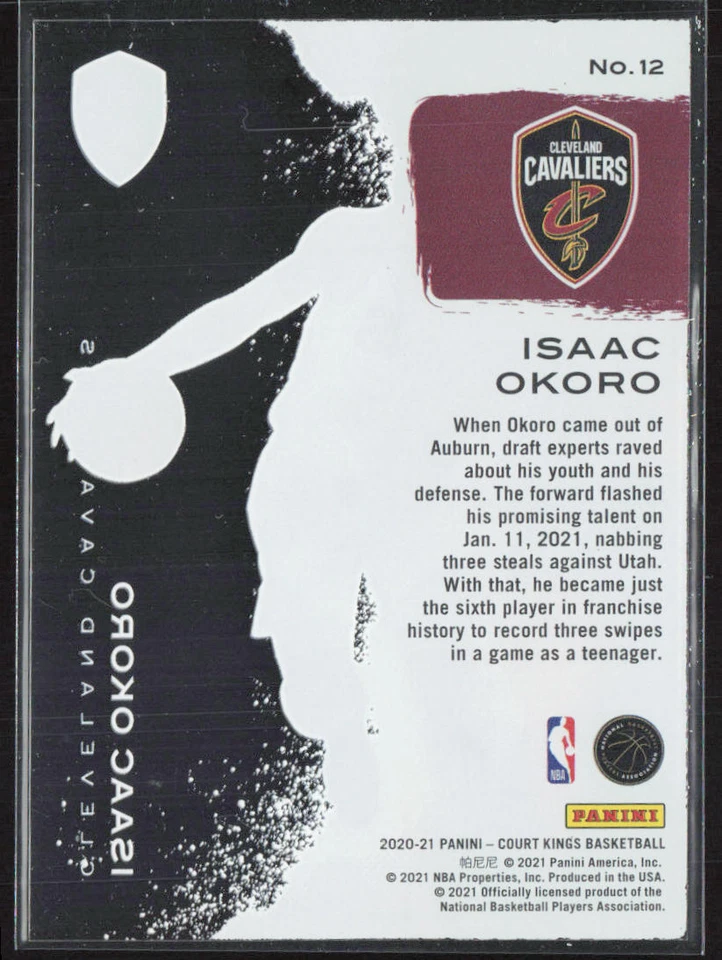 No. 12
CLEVELAND
CAVALIERS
ISAAC
OKORO
When Okoro came out of
Auburn, draft experts raved
about his youth and his
defense. The forward flashed
his promising talent on
Jan. 11, 2021, nabbing
three steals against Utah.
With that, he became just
the sixth player in franchise
history to record three swipes
in a game as a teenager.
ISAAC OKORO
NBA
PANINI
2020-21 PANINI – COURT KINGS BASKETBALL
帕尼尼 © 2021 Panini America, Inc.
© 2021 NBA Properties, Inc. Produced in the USA.
© 2021 Officially licensed product of the
National Basketball Players Association.